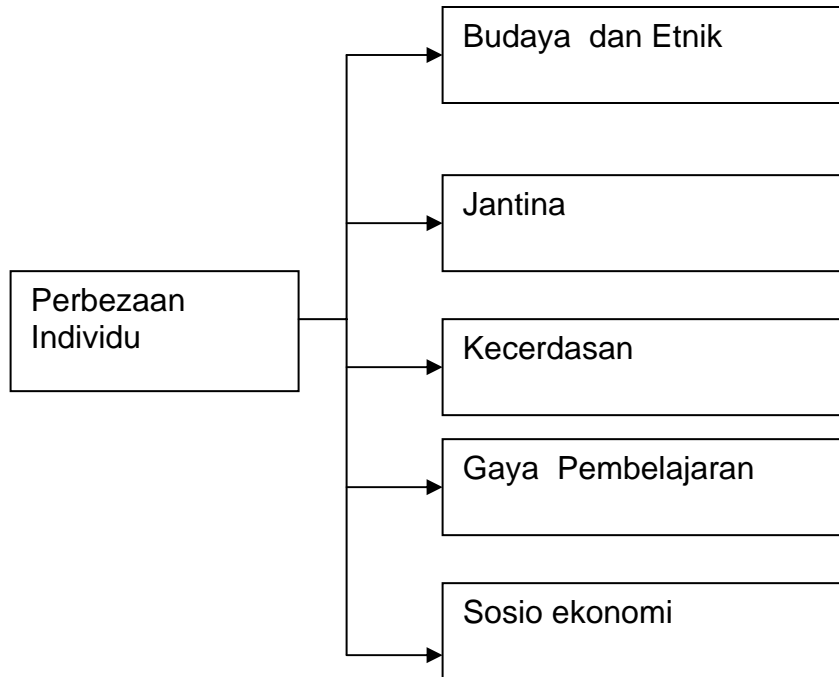 Budaya  dan Etnik
Jantina
Perbezaan
Individu
Kecerdasan
Gaya  Pembelajaran
Sosio ekonomi